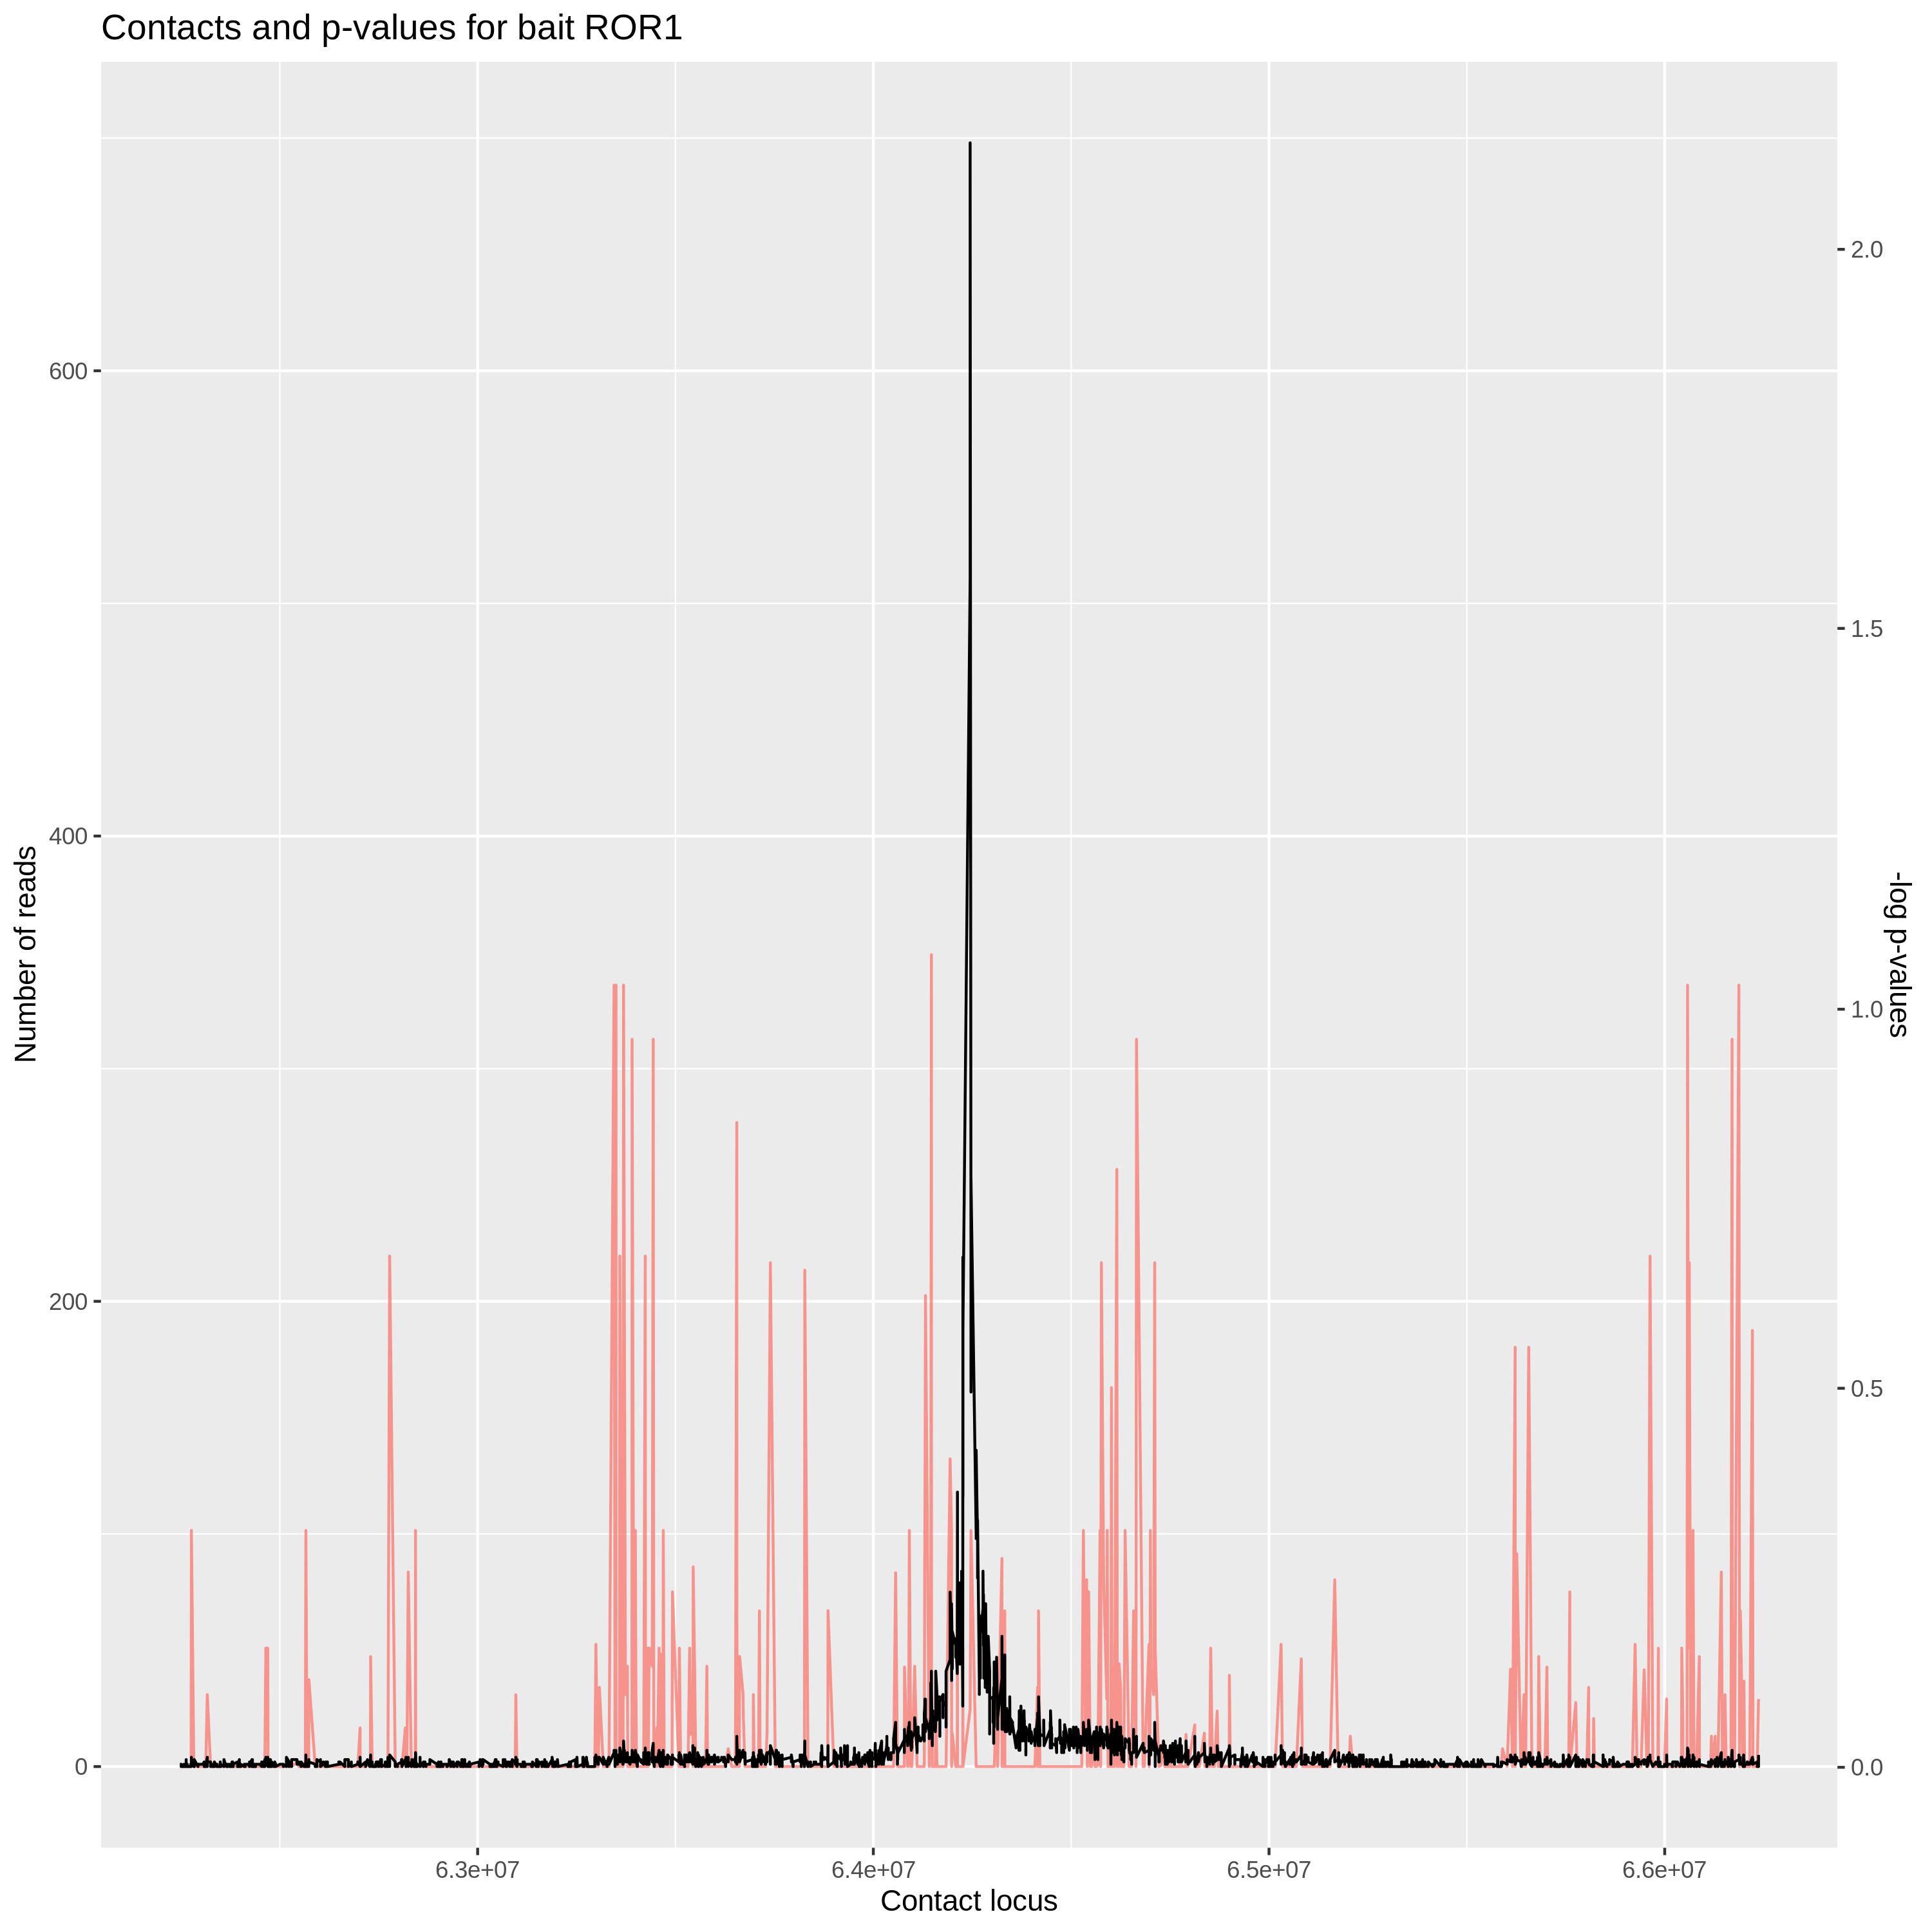 Contacts and p-values for bait ROR1
Number of reads
600
400
200
0
2.0
1.5
1.0
0.5
0.0
-log p-values
6.3e+07
6.4e+07
6.5e+07
6.6e+07
Contact locus